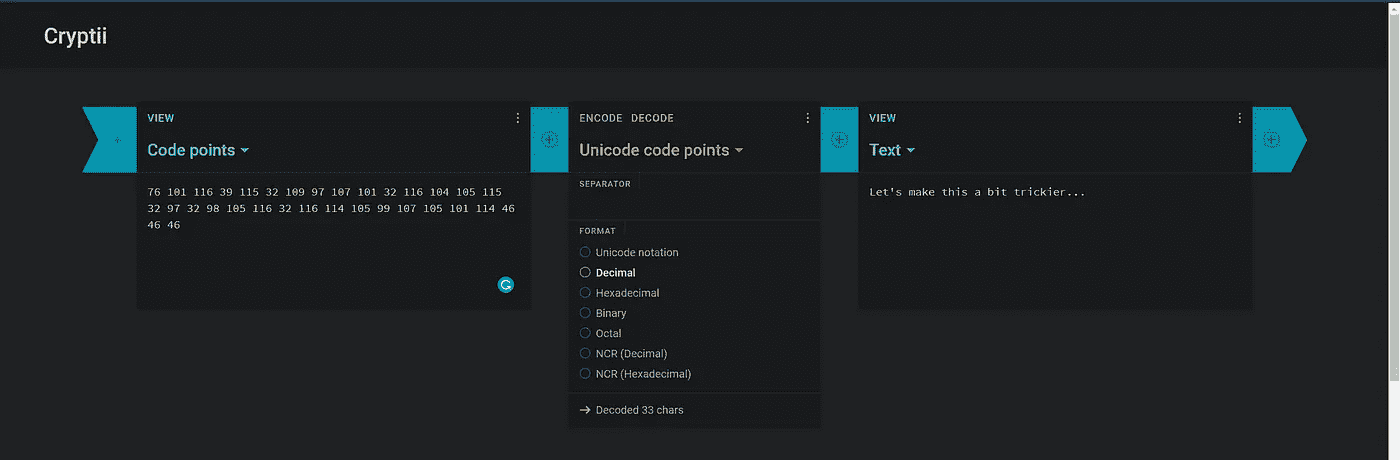 Cryptii
VIEW
Code points
76 101 116 39 115 32 109 97 107 101 32 116 104 105 115
32 97 32 98 105 116 32 116 114 105 99 107 105 101 114 46
46 46
ENCODE DECODE
Unicode code points
SEPARATOR
FORMAT
Unicode notation
Decimal
Hexadecimal
Binary
Octal
NCR (Decimal)
NCR (Hexadecimal)
→ Decoded 33 chars
VIEW
Text
Let's make this a bit trickier...